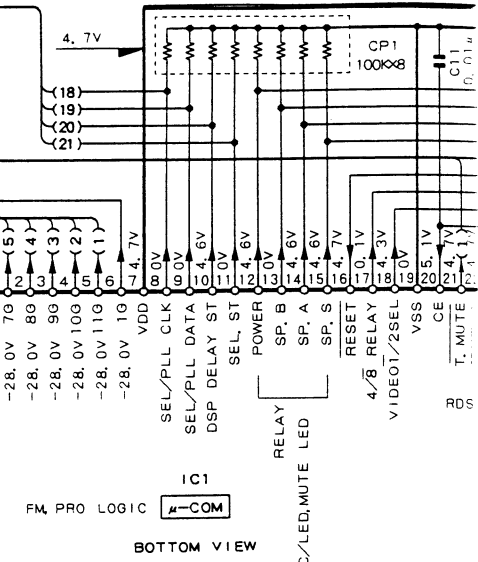 4. 7V
CP1
100K×8
C11
(18)
(19)
(20)
(21)
(5)
(4)
(3)
(2)
(1)
4. 7V
0V
0V
4. 6V
0V
4. 6V
0V
4. 6V
4. 6V
4. 7V
0. 1V
4. 3V
0V
5. 1V
4. 7V
(1)
2 3 4 5 6 7 8 9 10 11 12 13 14 15 16 17 18 19 20 21
-28. 0V 7G
-28. 0V 8G
-28. 0V 9G
-28. 0V 10G
-28. 0V 11G
-28. 0V 1G
VDD
SEL/PLL CLK
SEL/PLL DATA
DSP DELAY ST
SEL. ST
POWER
SP. B
SP. A
SP. S
RESET
4/8 RELAY
VIDEO1/2SEL
VSS
CE
T. MUTE
RDS
RELAY
C/LED,MUTE LED
IC1
FM, PRO LOGIC μ-COM
BOTTOM VIEW